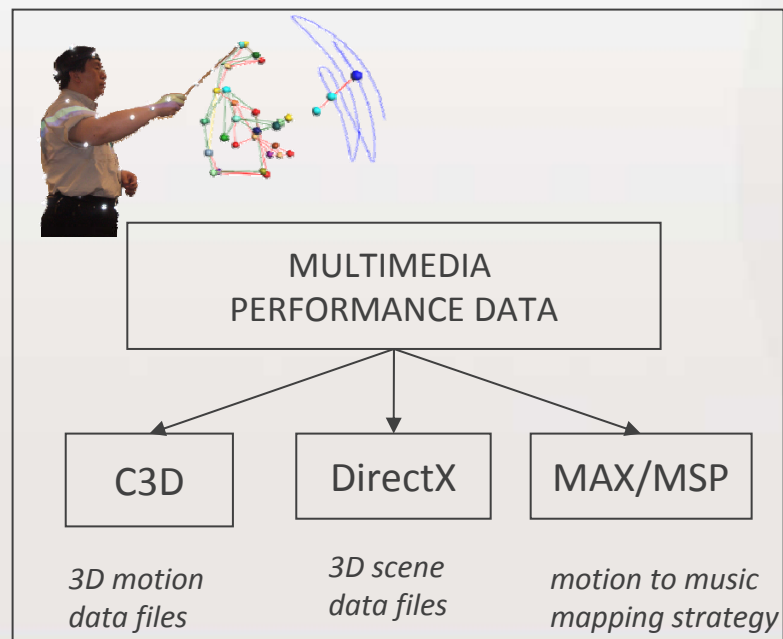 MULTIMEDIA
PERFORMANCE DATA
C3D
DirectX
MAX/MSP
3D motion
data files
3D scene
data files
motion to music
mapping strategy